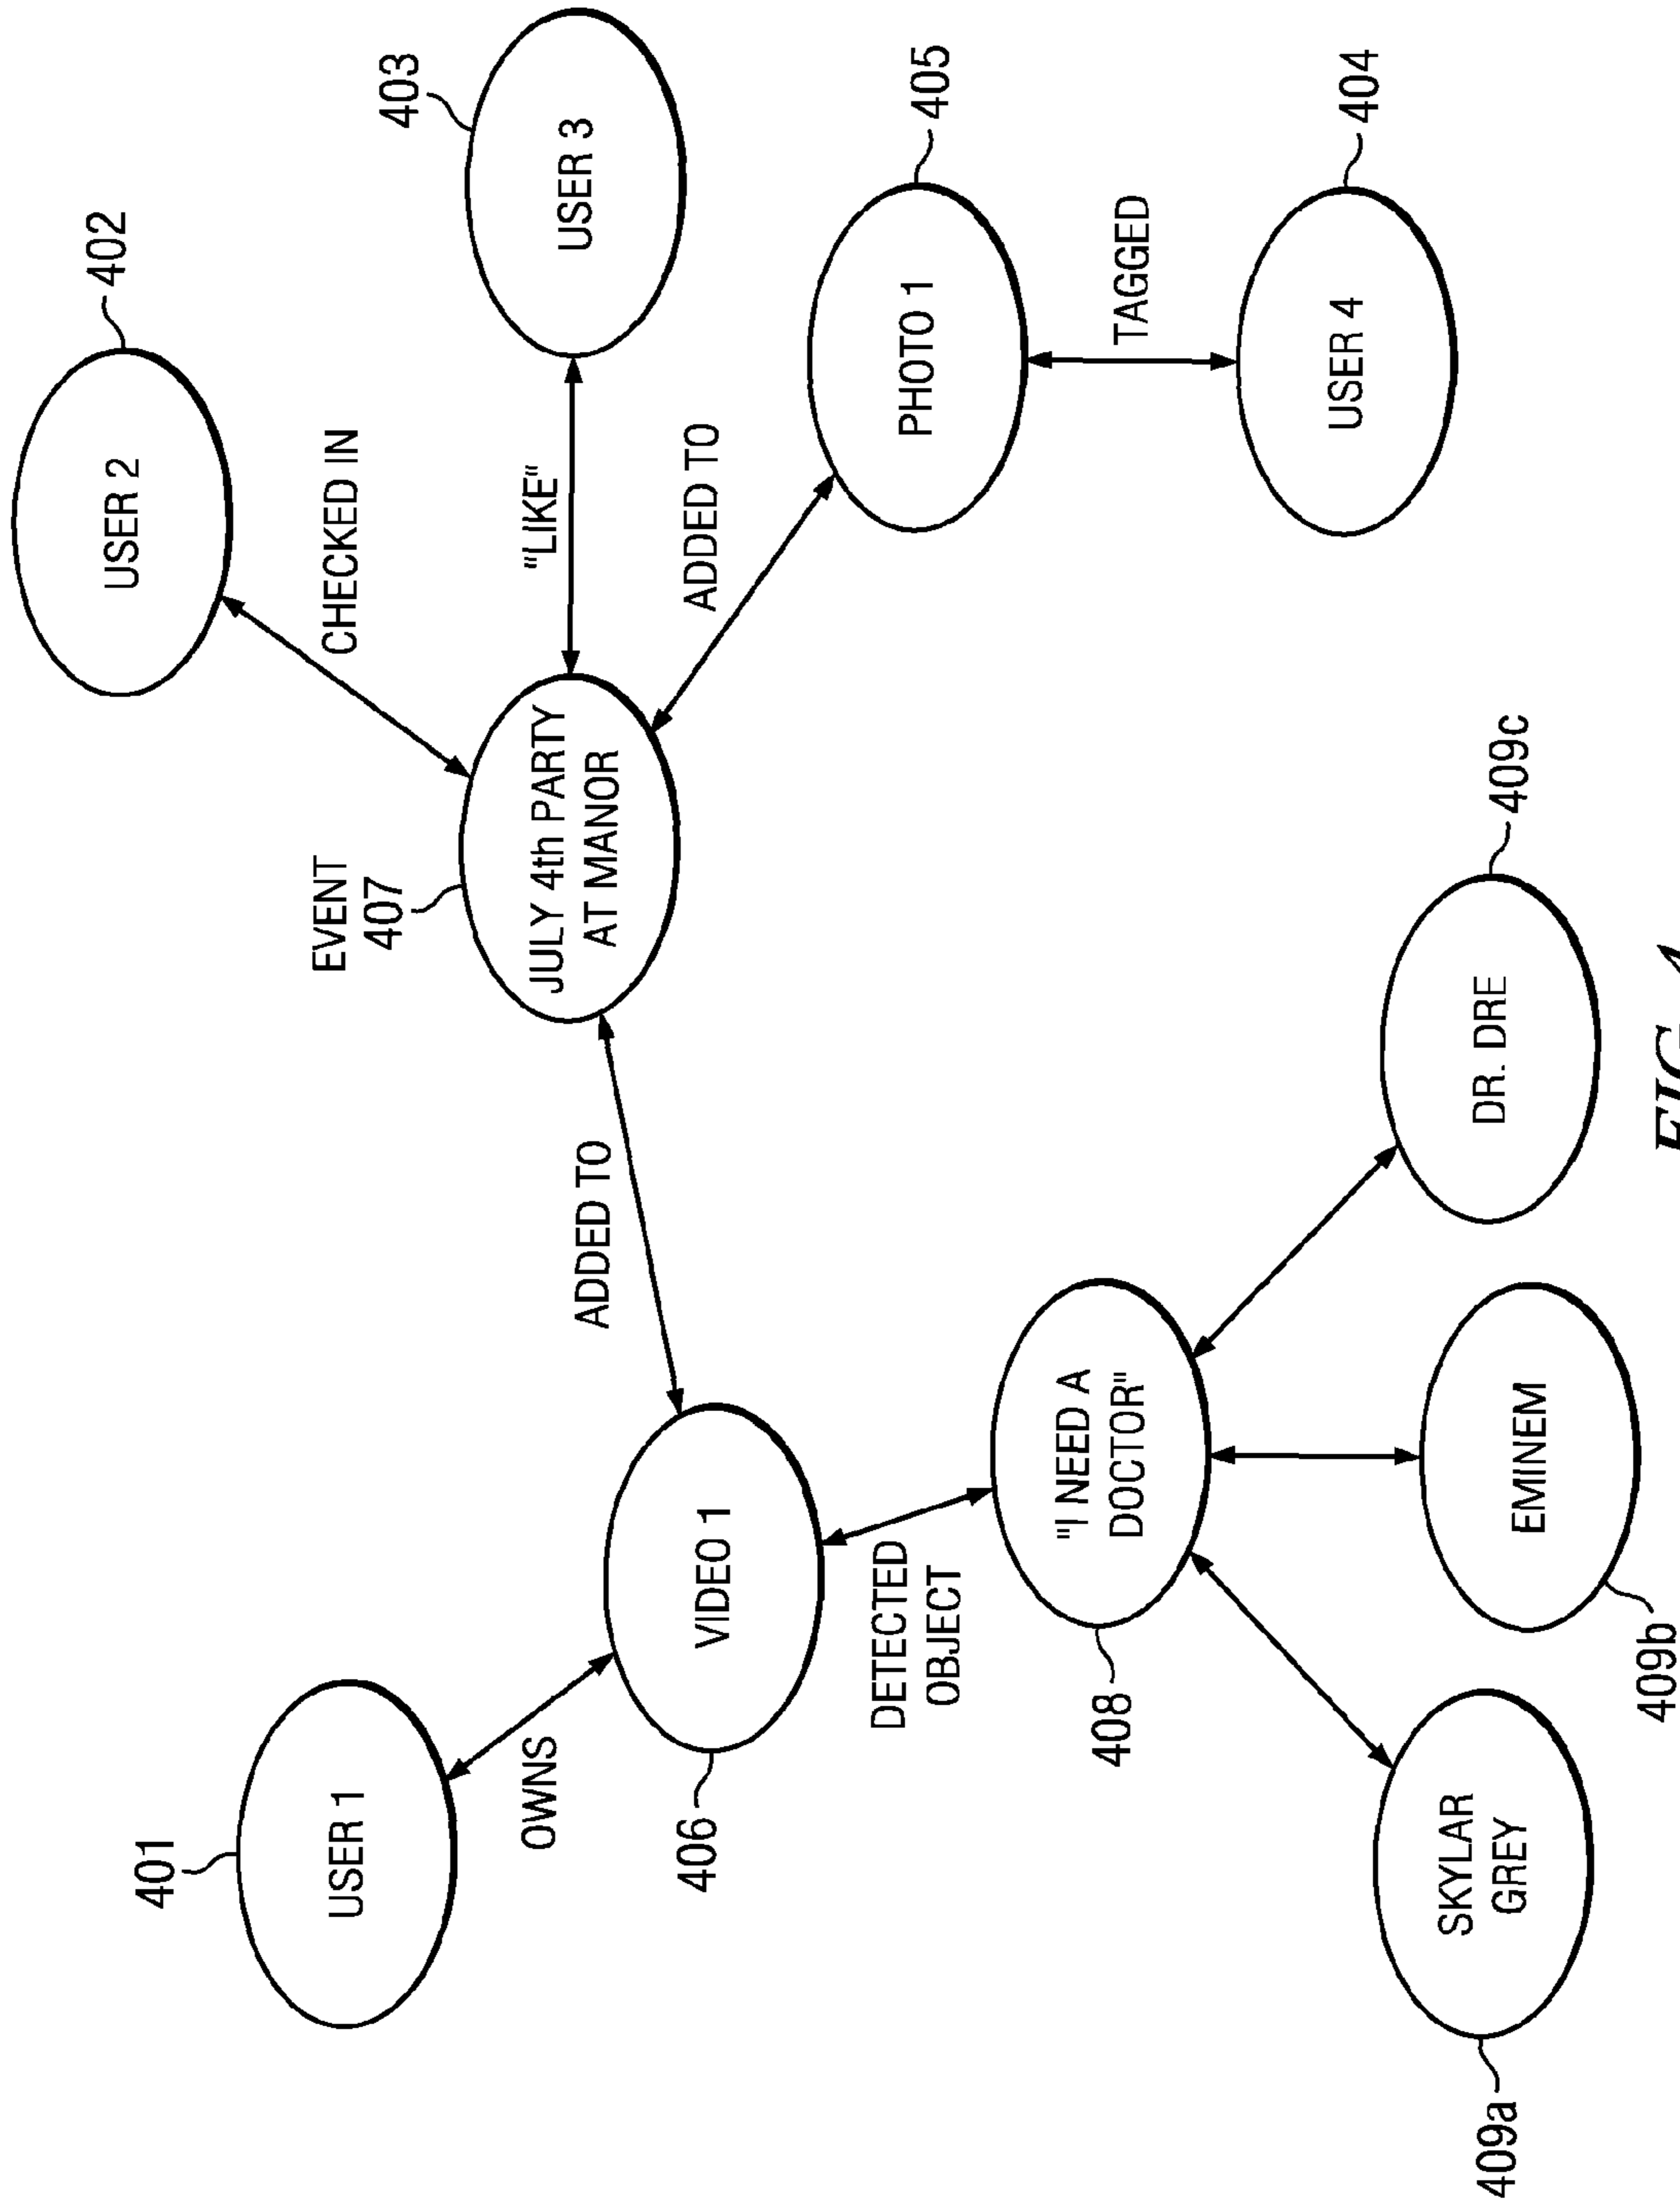 402
USER 2
403
USER 3
CHECKED IN
"LIKE"
405
EVENT
407
JULY 4th PARTY
AT MANOR
ADDED TO
PHOTO 1
TAGGED
404
USER 4
401
USER 1
OWNS
ADDED TO
406
VIDEO 1
DETECTED
OBJECT
408
"I NEED A
DOCTOR"
409c
DR. DRE
409a
SKYLAR
GREY
EMINEM
409b